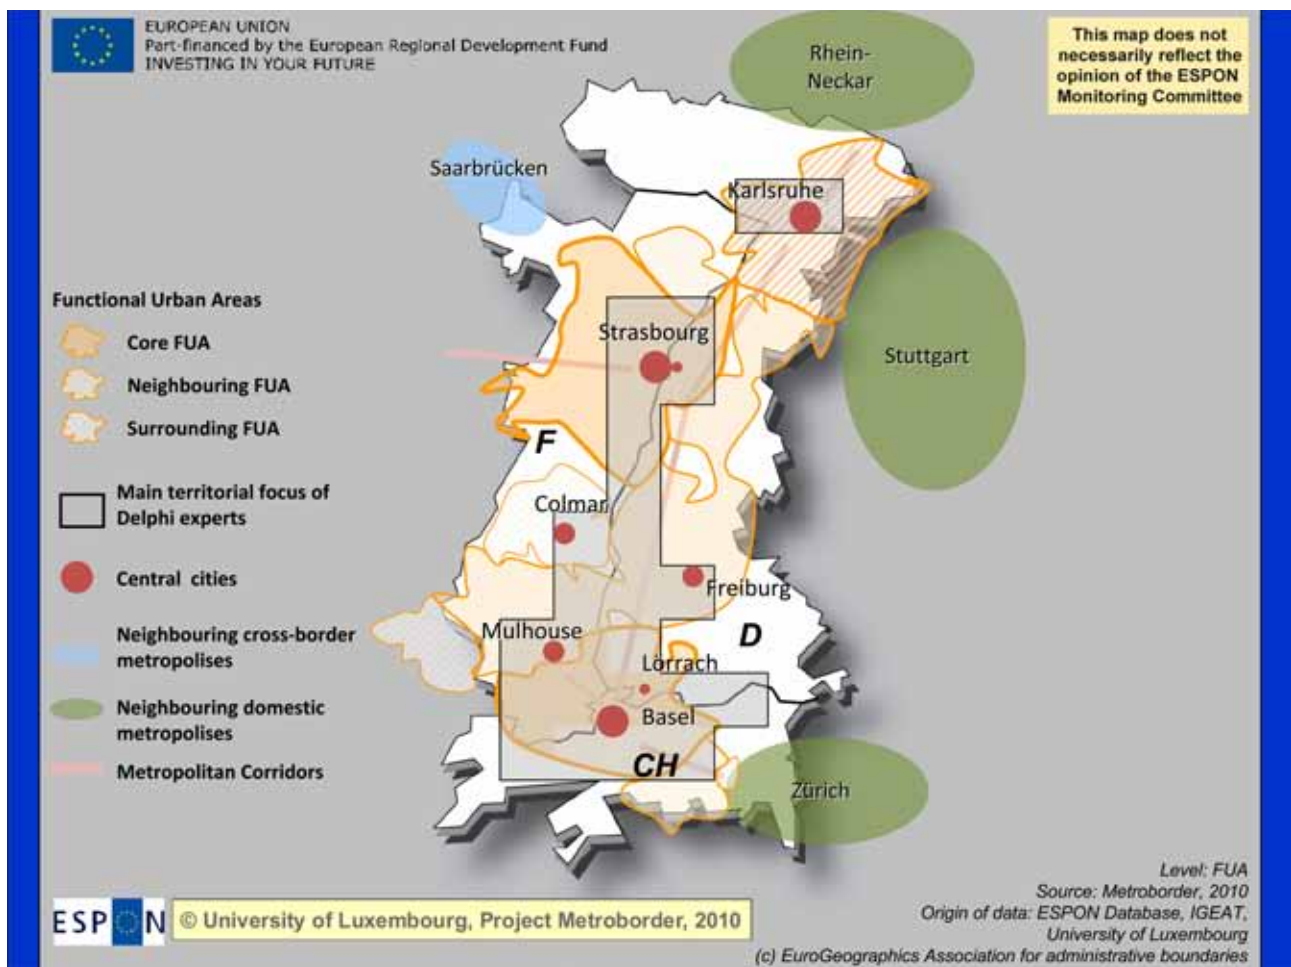 EUROPEAN UNION
Part-financed by the European Regional Development Fund
INVESTING IN YOUR FUTURE
This map does not
necessarily reflect the
opinion of the ESPON
Monitoring Committee
Rhein-
Neckar
Saarbrücken
Karlsruhe
Functional Urban Areas
Core FUA
Neighbouring FUA
Surrounding FUA
Main territorial focus of
Delphi experts
Central cities
Neighbouring cross-border
metropolises
Neighbouring domestic
metropolises
Metropolitan Corridors
Strasbourg
Stuttgart
F
Colmar
Freiburg
Mulhouse
D
Lörrach
Basel
CH
Zürich
Level: FUA
Source: Metroborder, 2010
Origin of data: ESPON Database, IGEAT,
University of Luxembourg
(c) EuroGeographics Association for administrative boundaries
ESPON
© University of Luxembourg, Project Metroborder, 2010